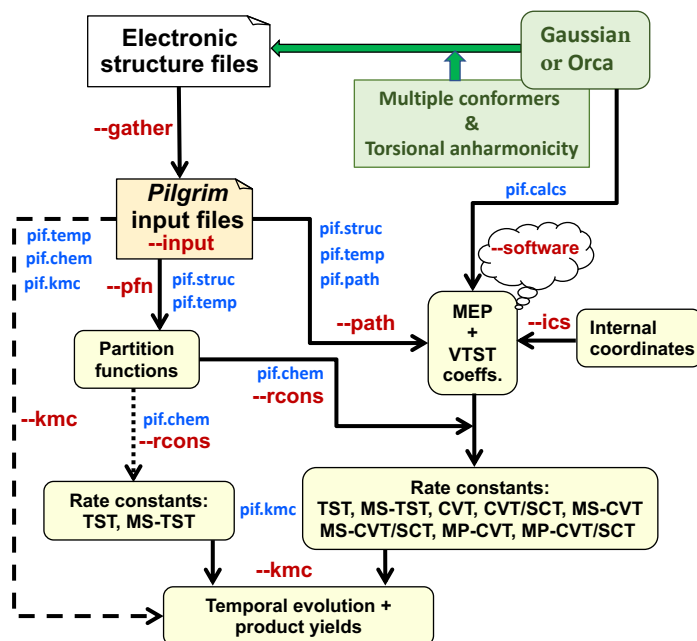 Electronic
structure files
Gaussian
or Orca
Multiple conformers
&
Torsional anharmonicity
--gather
pif.calcs
Pilgrim
input files
--input
pif.temp
pif.chem
pif.kmc
pif.struc
pif.temp
pif.path
--software
--pfn
pif.struc
pif.temp
--path
MEP
+
VTST
coeffs.
--ics
Internal
coordinates
Partition
functions
pif.chem
--rcons
--kmc
pif.chem
--rcons
Rate constants:
TST, MS-TST
pif.kmc
Rate constants:
TST, MS-TST, CVT, CVT/SCT, MS-CVT
MS-CVT/SCT, MP-CVT, MP-CVT/SCT
--kmc
Temporal evolution +
product yields